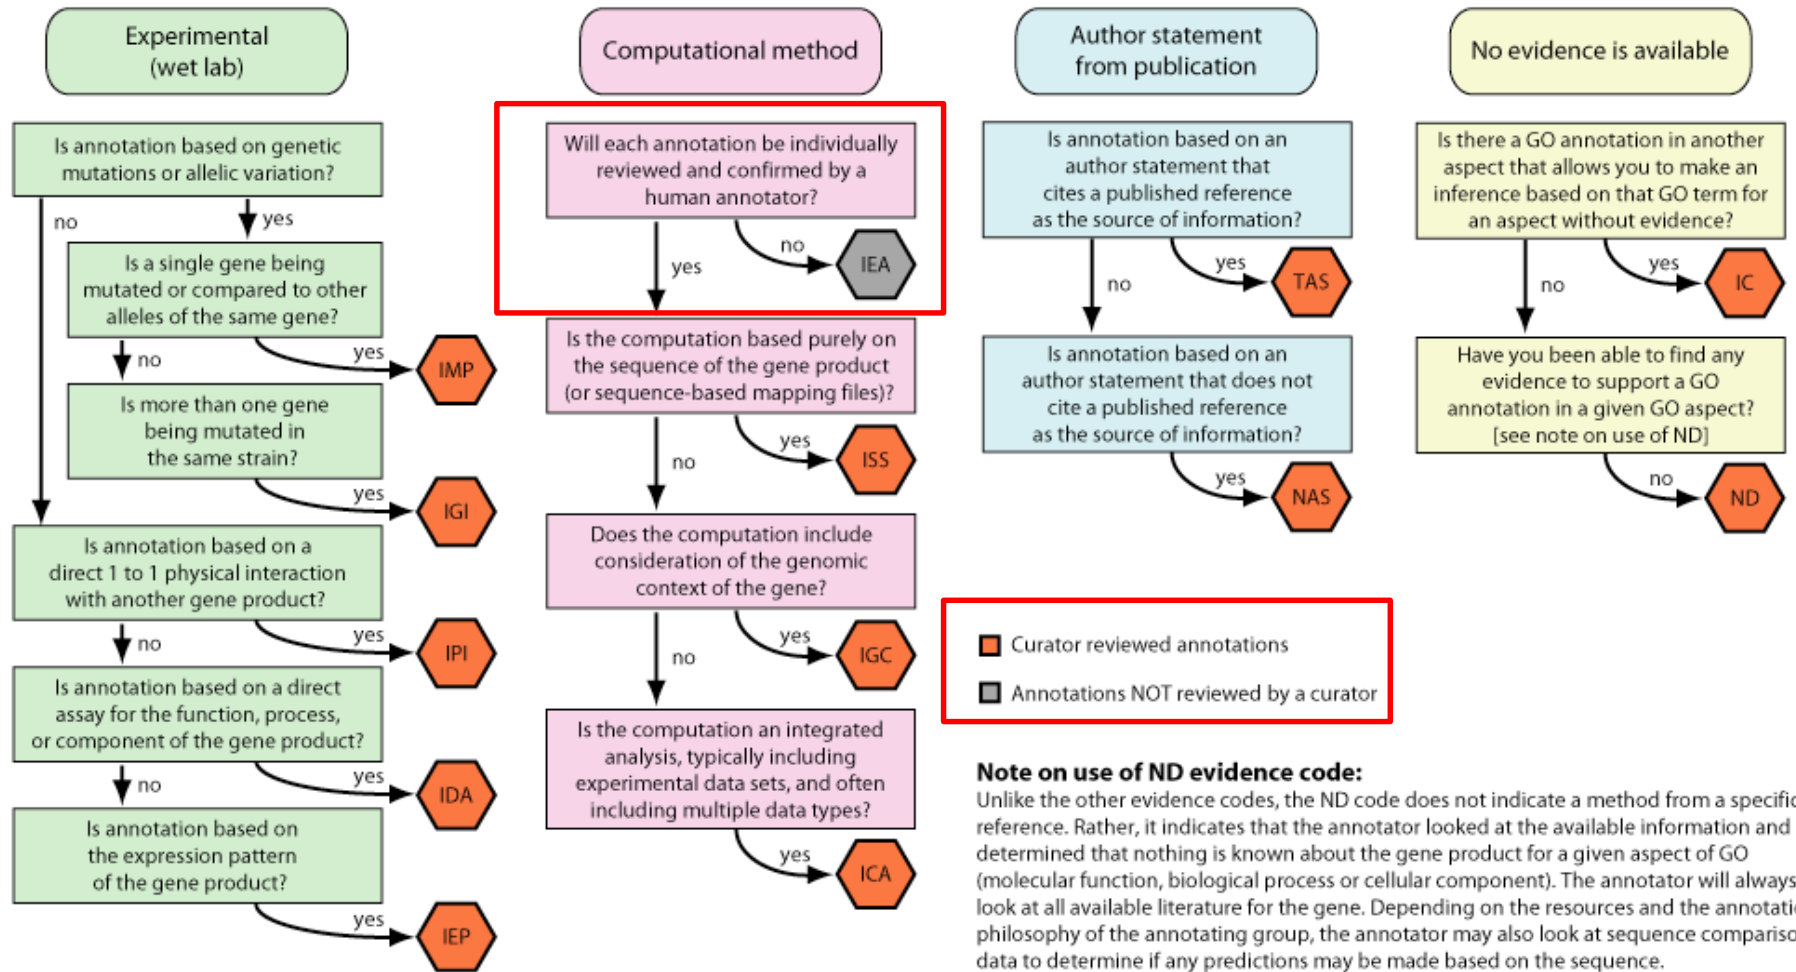 Experimental
(wet lab)
Is annotation based on genetic
mutations or allelic variation?
no
yes
Is a single gene being
mutated or compared to other
alleles of the same gene?
no
yes
IMP
Is more than one gene
being mutated in
the same strain?
yes
IGI
Is annotation based on a
direct 1 to 1 physical interaction
with another gene product?
no
yes
IPI
Is annotation based on a direct
assay for the function, process,
or component of the gene product?
no
yes
IDA
Is annotation based on
the expression pattern
of the gene product?
yes
IEP
Computational method
Will each annotation be individually
reviewed and confirmed by a
human annotator?
no
IEA
yes
Is the computation based purely on
the sequence of the gene product
(or sequence-based mapping files)?
yes
ISS
no
Does the computation include
consideration of the genomic
context of the gene?
yes
IGC
no
Is the computation an integrated
analysis, typically including
experimental data sets, and often
including multiple data types?
yes
ICA
Author statement
from publication
Is annotation based on an
author statement that
cites a published reference
as the source of information?
yes
TAS
no
Is annotation based on an
author statement that does not
cite a published reference
as the source of information?
yes
NAS
No evidence is available
Is there a GO annotation in another
aspect that allows you to make an
inference based on that GO term for
an aspect without evidence?
yes
IC
no
Have you been able to find any
evidence to support a GO
annotation in a given GO aspect?
[see note on use of ND]
no
ND
Curator reviewed annotations
Annotations NOT reviewed by a curator
Note on use of ND evidence code:
Unlike the other evidence codes, the ND code does not indicate a method from a specific
reference. Rather, it indicates that the annotator looked at the available information and
determined that nothing is known about the gene product for a given aspect of GO
(molecular function, biological process or cellular component). The annotator will always
look at all available literature for the gene. Depending on the resources and the annotati
philosophy of the annotating group, the annotator may also look at sequence compariso
data to determine if any predictions may be made based on the sequence.